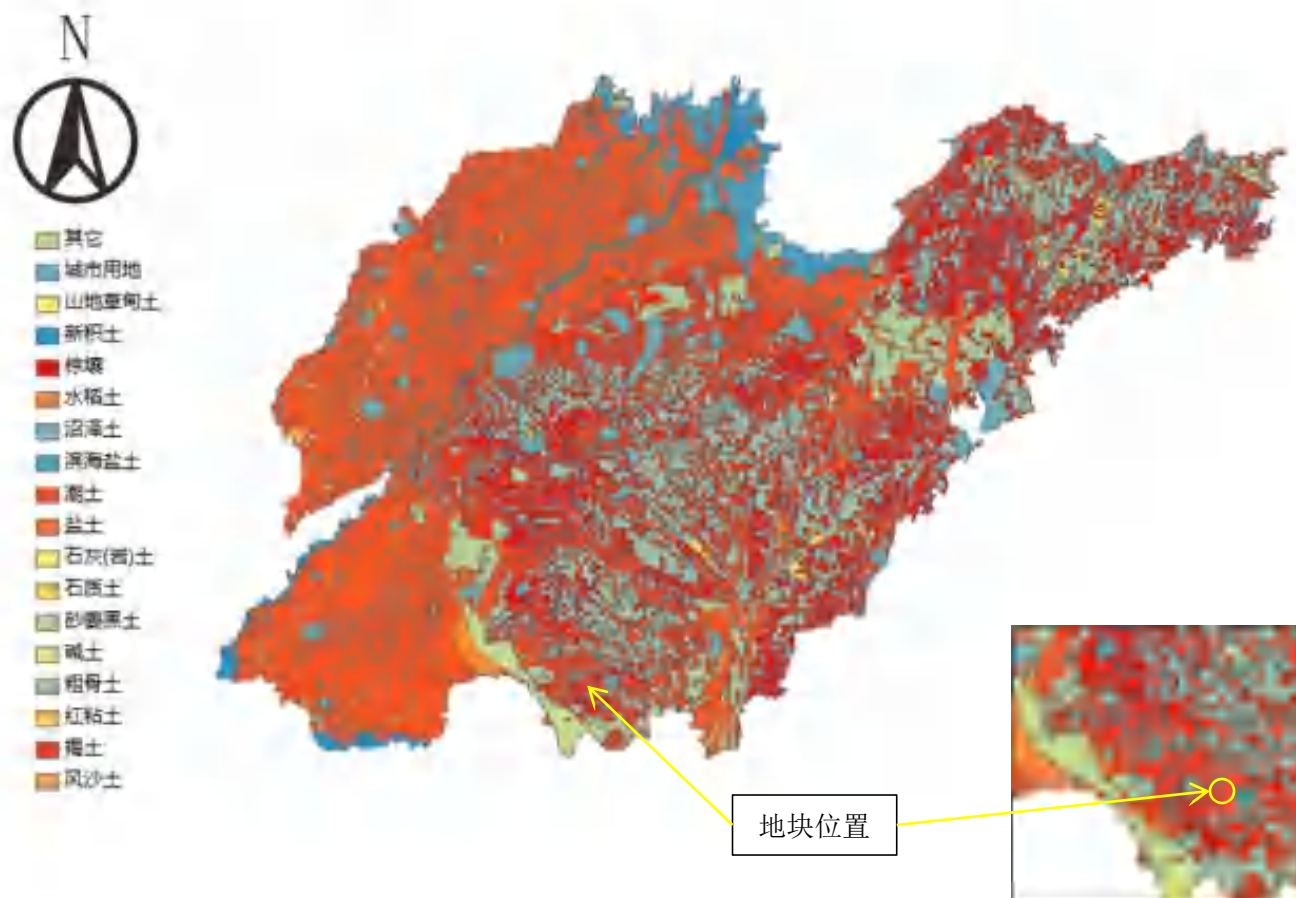 N
其它
城市用地
山地草甸土
新积土
棕壤
水稻土
沼泽土
滨海盐土
潮土
盐土
石灰(岩)土
石质土
砂姜黑土
碱土
粗骨土
红粘土
褐土
风沙土
地块位置